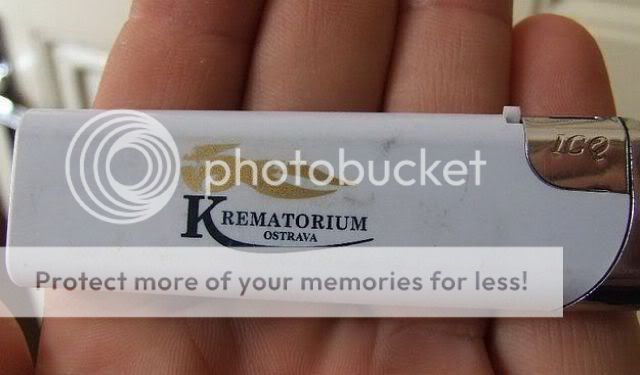 ICQ
photobucket
KREMATORIUM
OSTRAVA
Protect more of your memories for less!